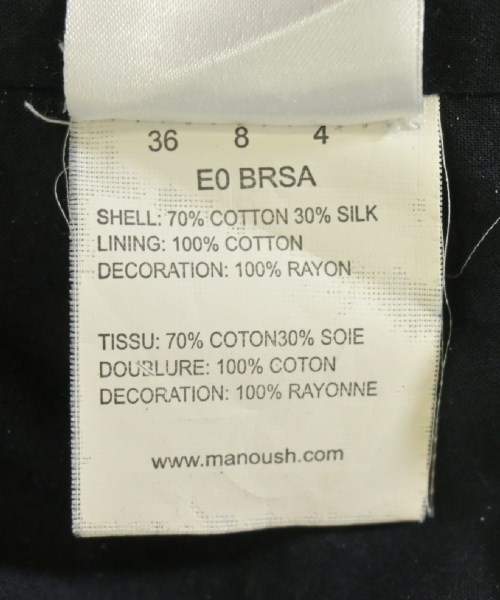 36 8 4
E0 BRSA
SHELL: 70% COTTON 30% SILK
LINING: 100% COTTON
DECORATION: 100% RAYON
TISSU: 70% COTON30% SOIE
DOUBLURE: 100% COTON
DECORATION: 100% RAYONNE
www.manoush.com